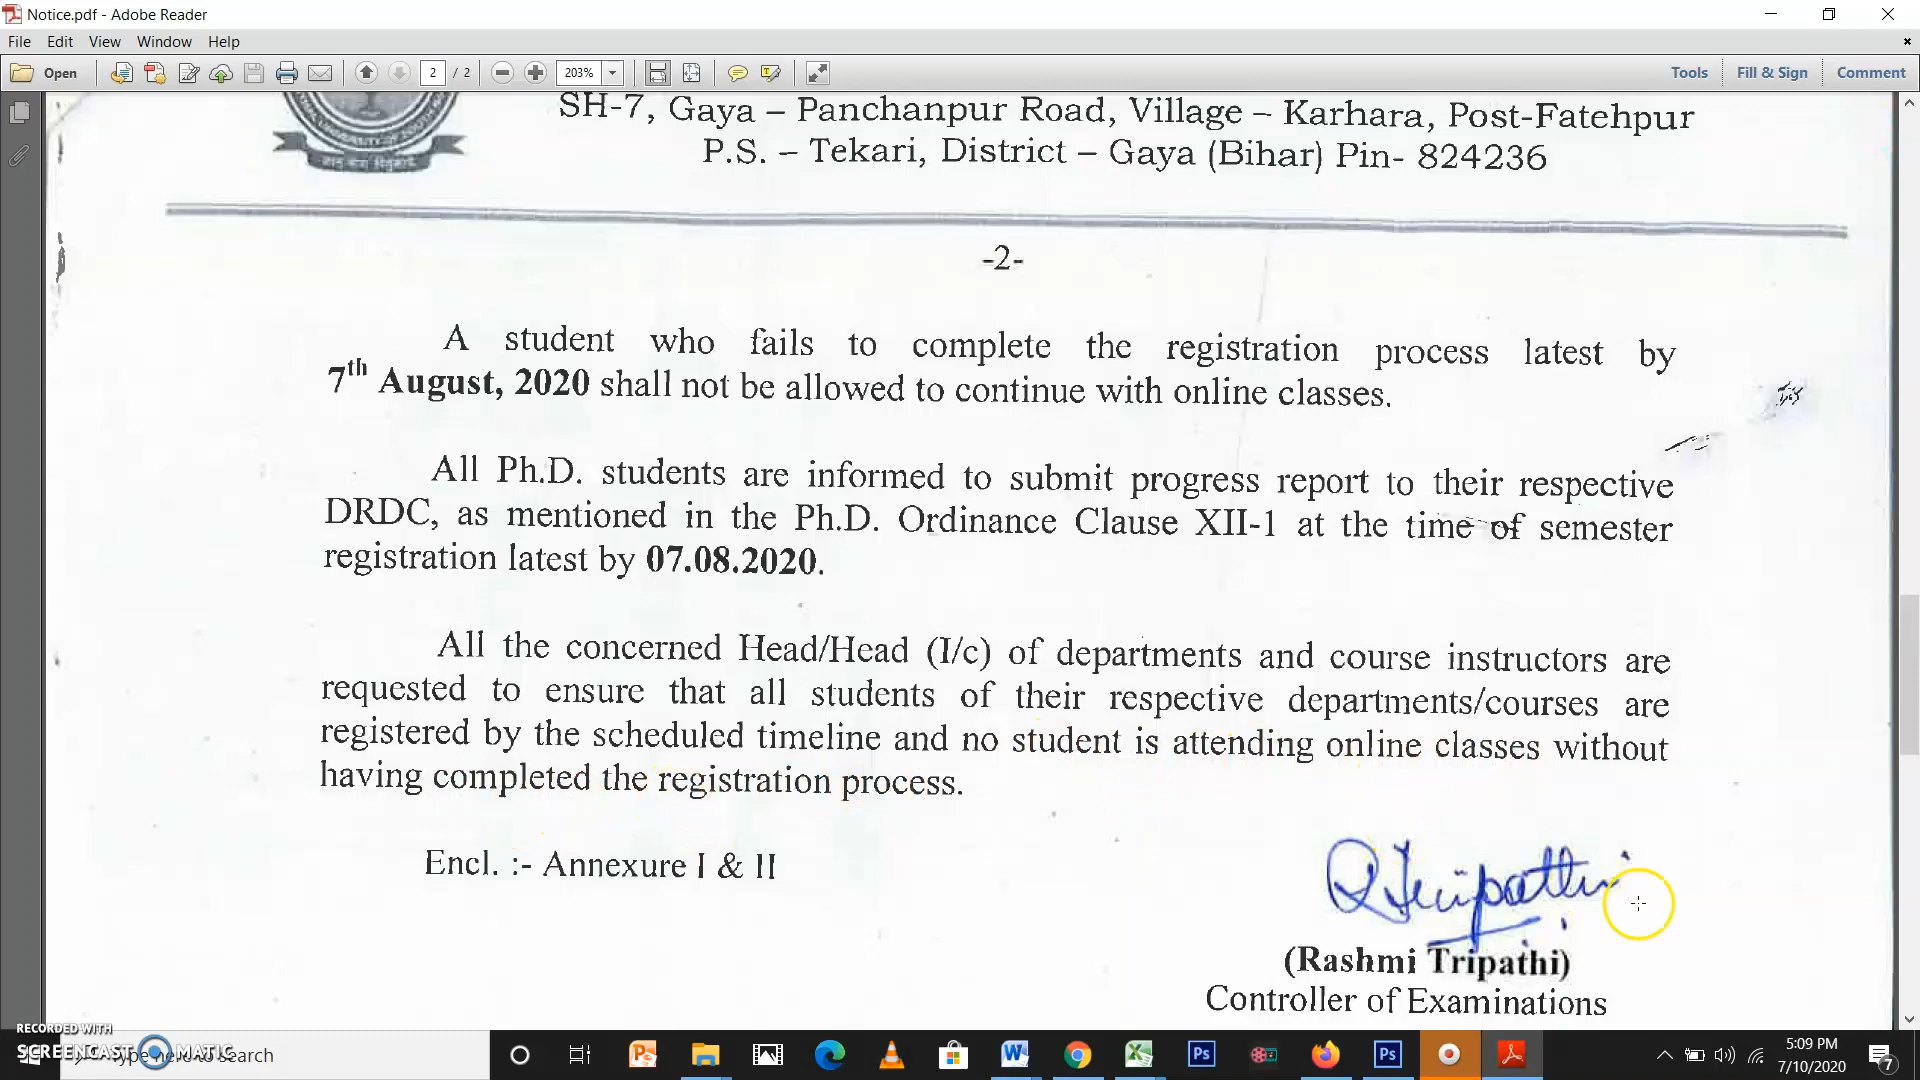 Notice.pdf - Adobe Reader
File Edit View Window Help
Open 2 / 2 203% Tools Fill & Sign Comment
SH-7, Gaya – Panchanpur Road, Village – Karhara, Post-Fatehpur
P.S. – Tekari, District – Gaya (Bihar) Pin- 824236
-2-
A student who fails to complete the registration process latest by
7th August, 2020 shall not be allowed to continue with online classes.
All Ph.D. students are informed to submit progress report to their respective
DRDC, as mentioned in the Ph.D. Ordinance Clause XII-1 at the time of semester
registration latest by 07.08.2020.
All the concerned Head/Head (I/c) of departments and course instructors are
requested to ensure that all students of their respective departments/courses are
registered by the scheduled timeline and no student is attending online classes without
having completed the registration process.
Encl. :- Annexure I & II
RTripathi
(Rashmi Tripathi)
Controller of Examinations
RECORDED WITH
SCREENCAST MATIC
Type here to search
5:09 PM
7/10/2020
7